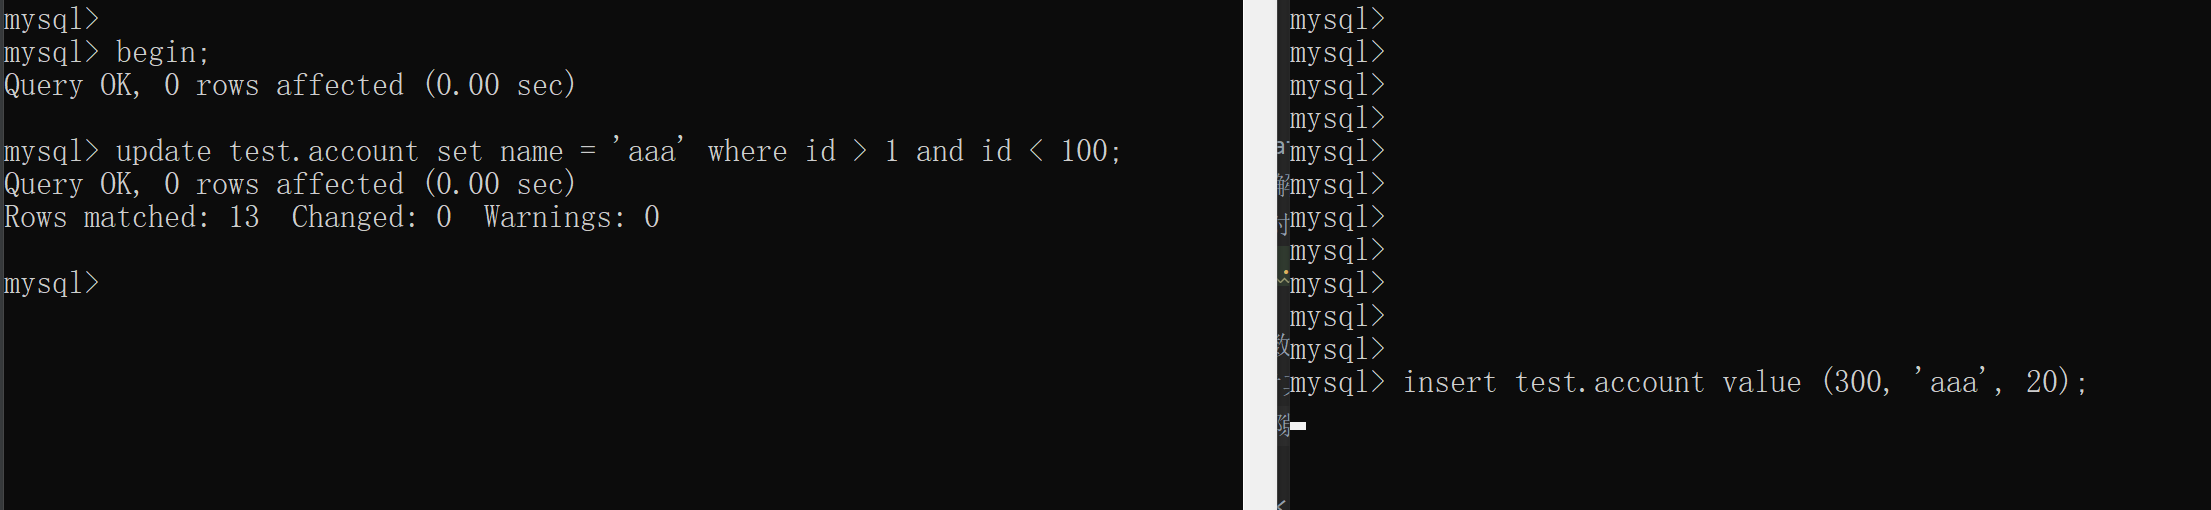 mysql>
mysql> begin;
Query OK, 0 rows affected (0.00 sec)
mysql> update test.account set name = 'aaa' where id > 1 and id < 100;
Query OK, 0 rows affected (0.00 sec)
Rows matched: 13  Changed: 0  Warnings: 0
mysql>
mysql>
mysql>
mysql>
mysql>
mysql>
mysql>
mysql>
mysql>
mysql>
mysql>
mysql>
mysql> insert test.account value (300, 'aaa', 20);